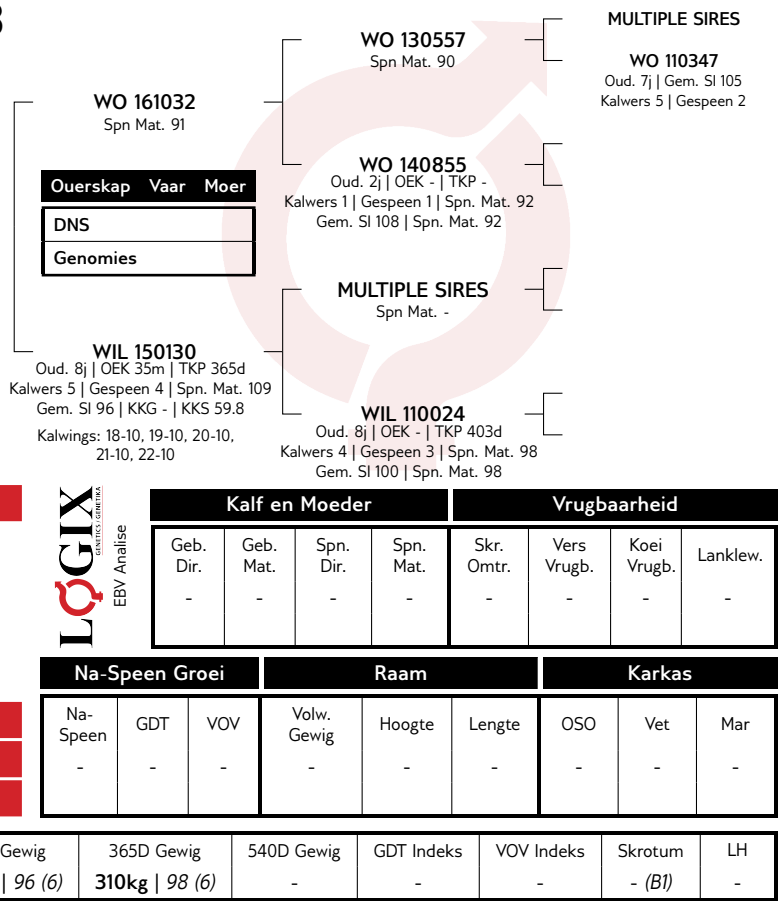 MULTIPLE SIRES
WO 130557
Spn Mat. 90
WO 110347
Oud. 7j | Gem. SI 105
Kalwers 5 | Gespeen 2
WO 161032
Spn Mat. 91
WO 140855
Oud. 2j | OEK - | TKP -
Kalwers 1 | Gespeen 1 | Spn. Mat. 92
Gem. SI 108 | Spn. Mat. 92
Ouerskap Vaar Moer
DNS
Genomies
MULTIPLE SIRES
Spn Mat. -
WIL 150130
Oud. 8j | OEK 35m | TKP 365d
Kalwers 5 | Gespeen 4 | Spn. Mat. 109
Gem. SI 96 | KKG - | KKS 59.8
Kalwings: 18-10, 19-10, 20-10,
21-10, 22-10
WIL 110024
Oud. 8j | OEK - | TKP 403d
Kalwers 4 | Gespeen 3 | Spn. Mat. 98
Gem. SI 100 | Spn. Mat. 98
LOGIX
GENETICS / GENETIKA
EBV Analise
Kalf en Moeder Vrugbaarheid
Geb. Dir. Geb. Mat. Spn. Dir. Spn. Mat. Skr. Omtr. Vers Vrugb. Koei Vrugb. Lanklew.
- - - - - - - -
Na-Speen Groei Raam Karkas
Na-Speen GDT VOV Volw. Gewig Hoogte Lengte OSO Vet Mar
- - - - - - - - -
Gewig 365D Gewig 540D Gewig GDT Indeks VOV Indeks Skrotum LH
| 96 (6) 310kg | 98 (6) - - - - (B1) -